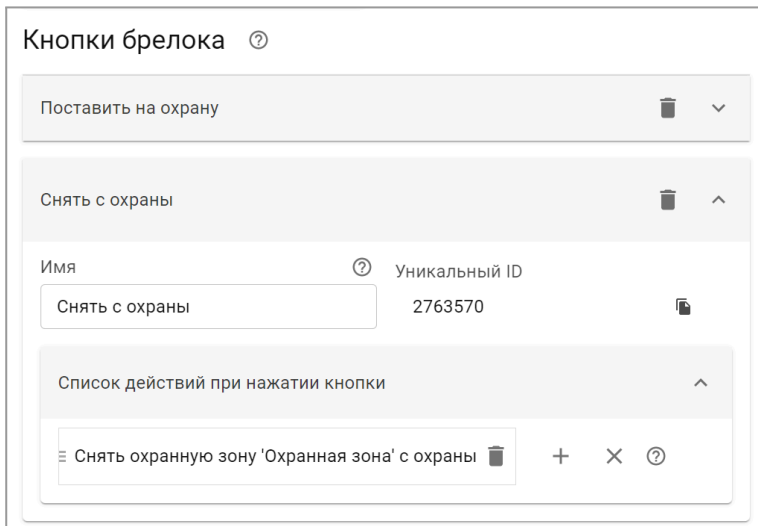 Кнопки брелока
Поставить на охрану
Снять с охраны
Имя
Уникальный ID
Снять с охраны
2763570
Список действий при нажатии кнопки
Снять охранную зону 'Охранная зона' с охраны